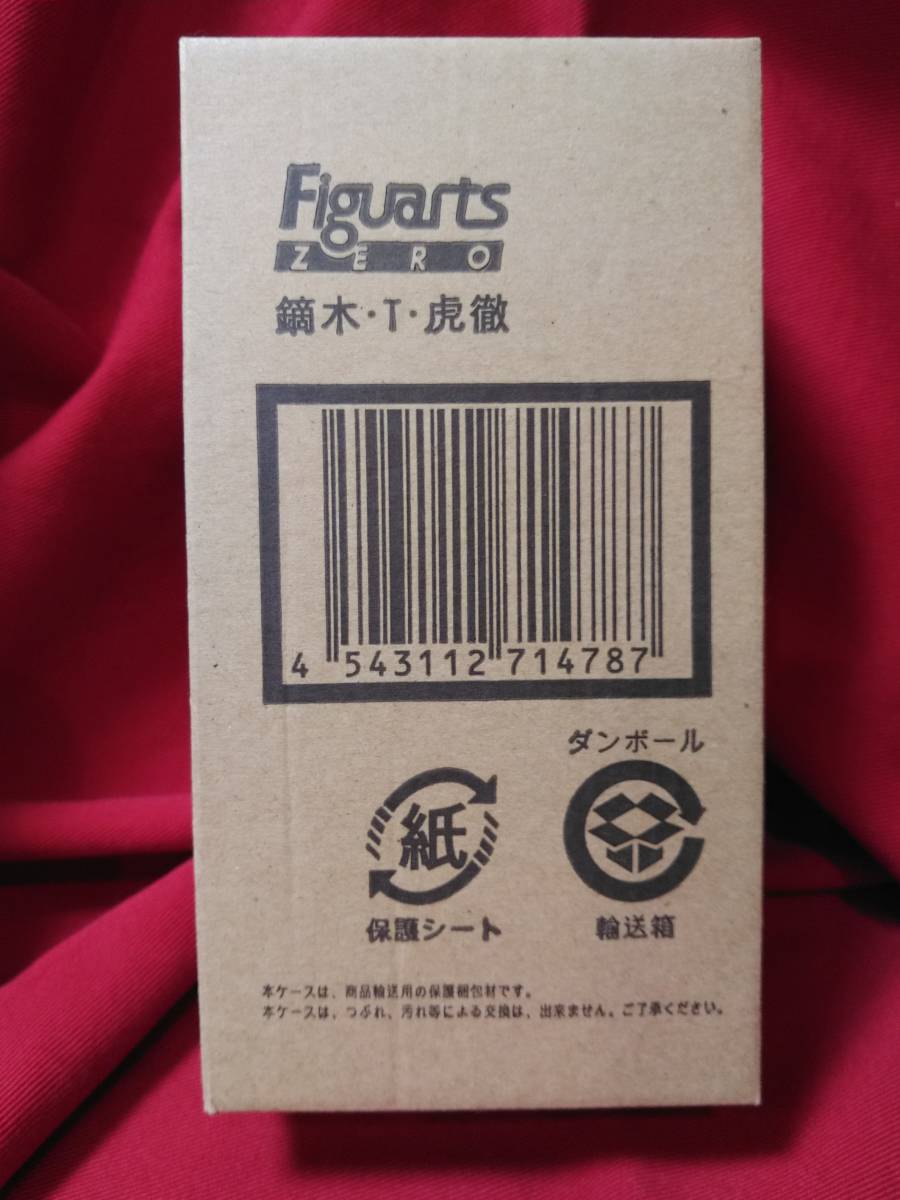 Figuarts
ZERO
鏑木・T・虎徹
4 543112 714787
ダンボール
紙
保護シート
輸送箱
本ケースは、商品輸送用の保護梱包材です。
本ケースは、つぶれ、汚れ等による交換は、出来ません。ご了承ください。